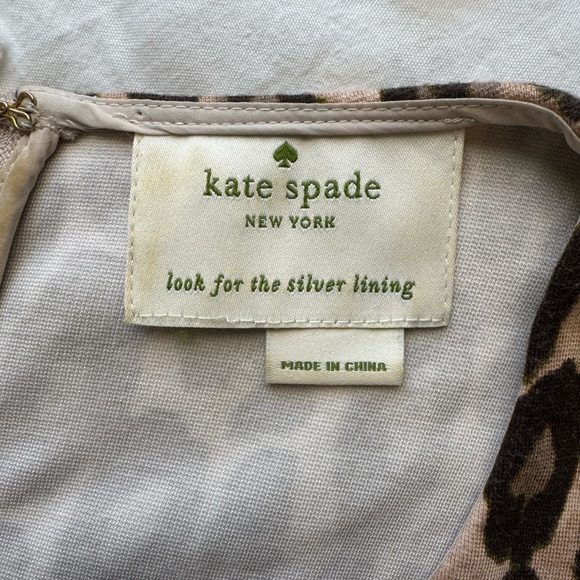 kate spade
NEW YORK
look for the silver lining
MADE IN CHINA